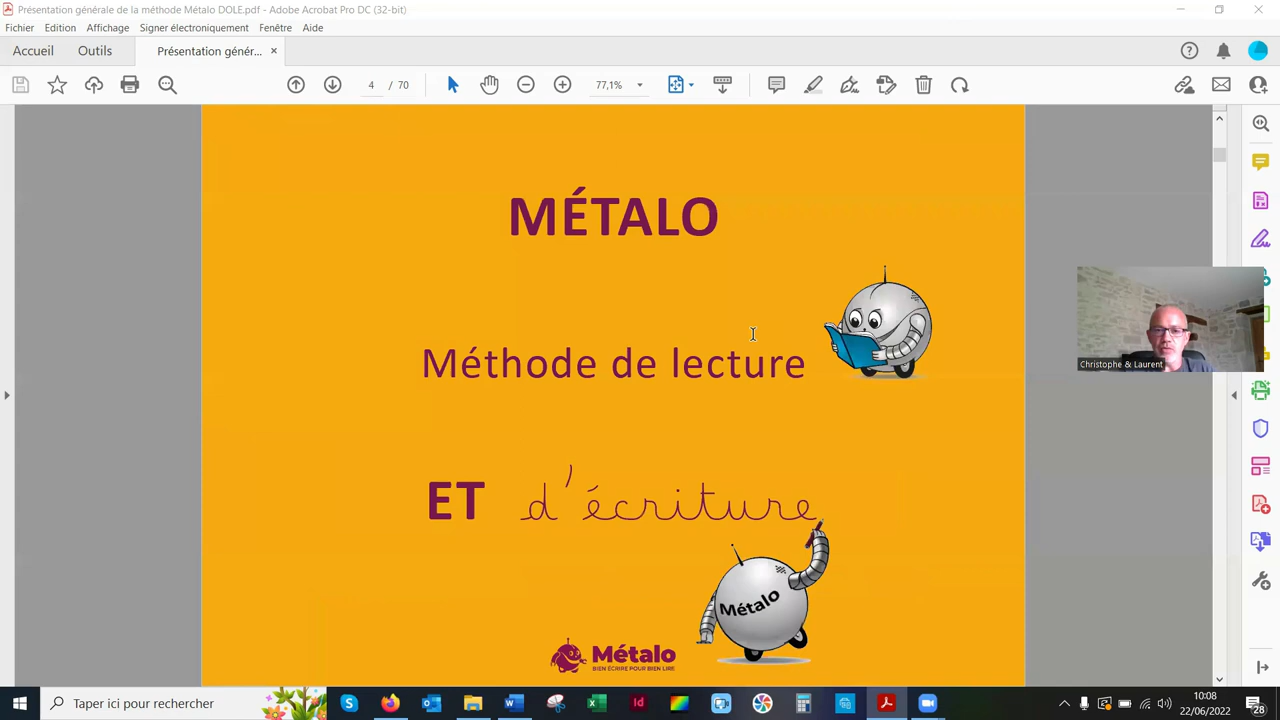 Présentation générale de la méthode Métalo DOLE.pdf - Adobe Acrobat Pro DC (32-bit)
Fichier Edition Affichage Signer électroniquement Fenêtre Aide
Accueil Outils Présentation génér... ×
4 / 70 77,1%
MÉTALO
Méthode de lecture
Christophe & Laurent
ET d'écriture
Métalo
Métalo
BIEN ÉCRIRE POUR BIEN LIRE
Taper ici pour rechercher
10:08
22/06/2022
28